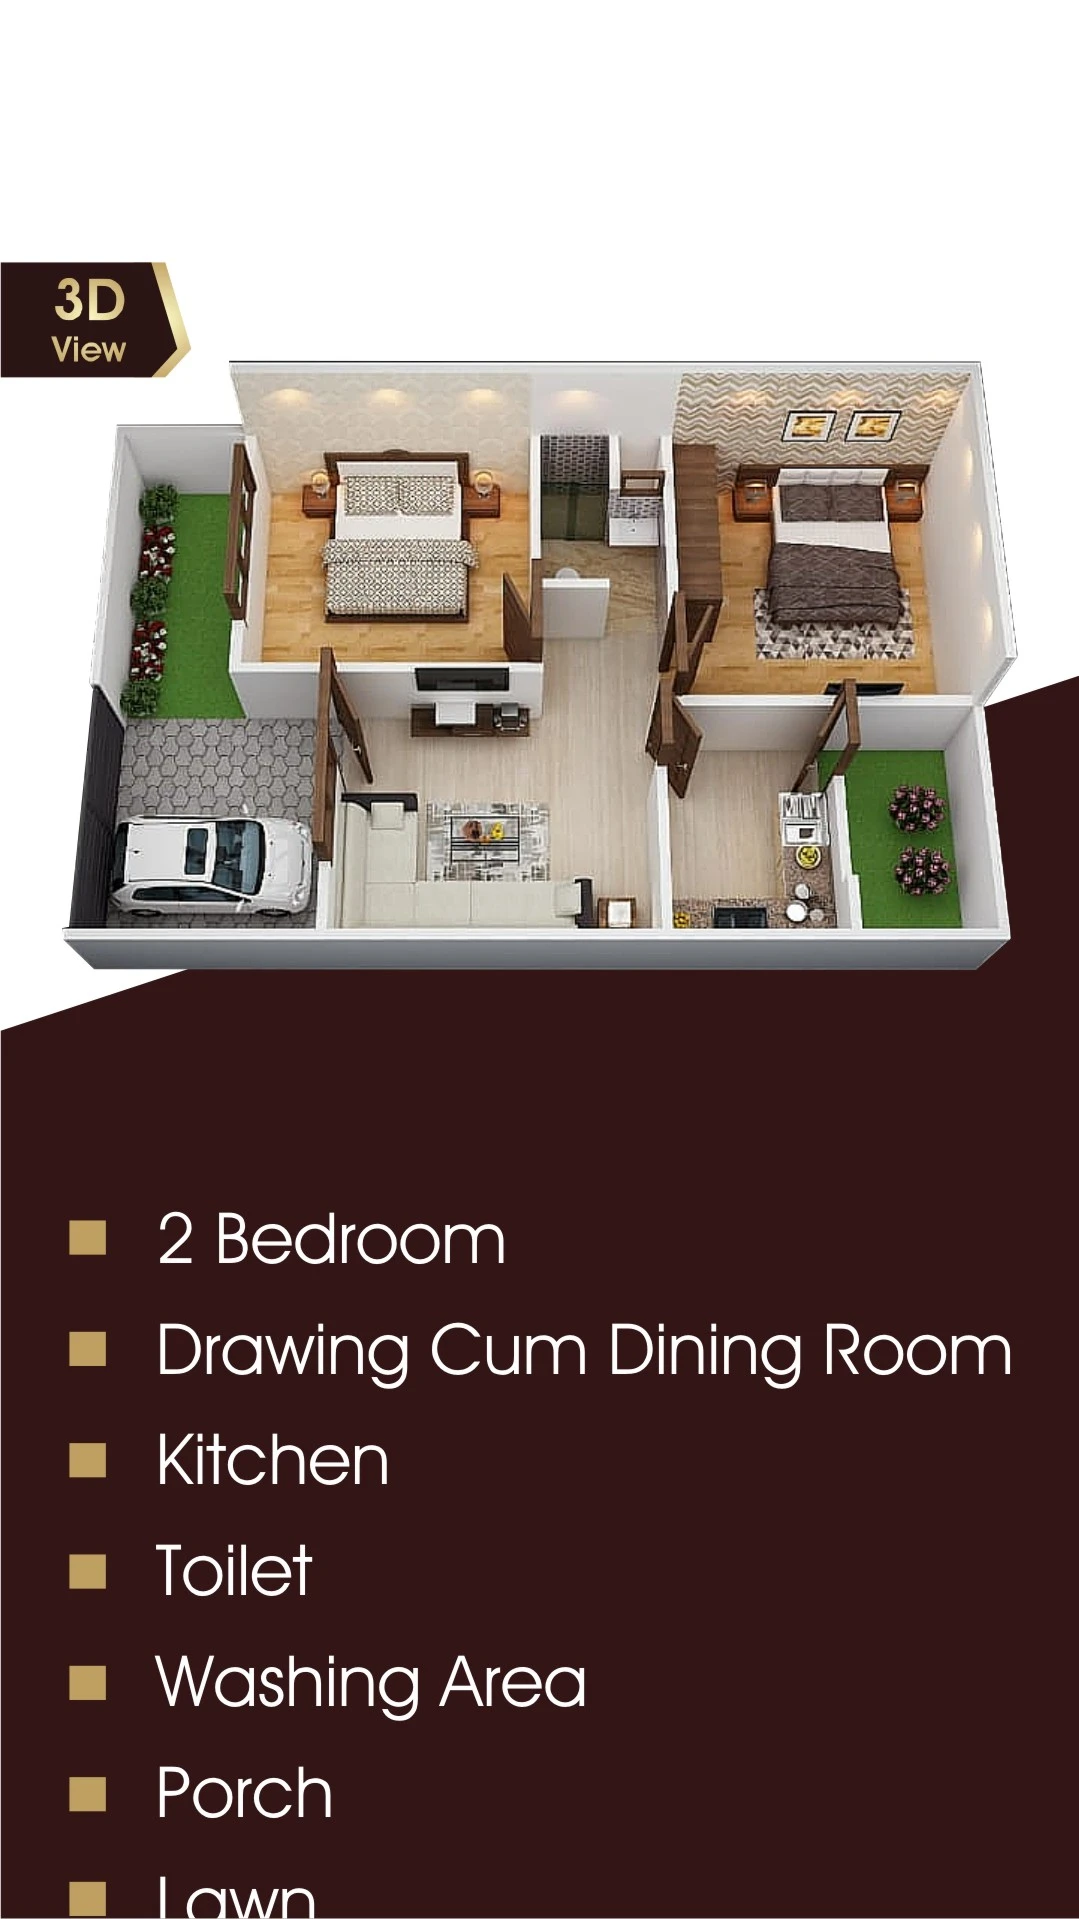 3D
View
2 Bedroom
Drawing Cum Dining Room
Kitchen
Toilet
Washing Area
Porch
Lawn